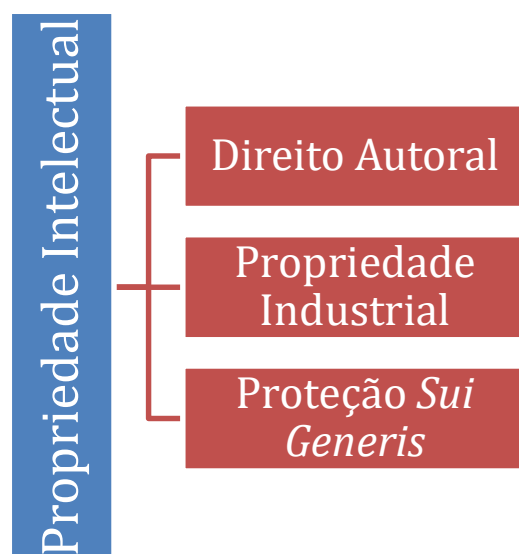 Propriedade Intelectual
Direito Autoral
Propriedade
Industrial
Proteção Sui
Generis